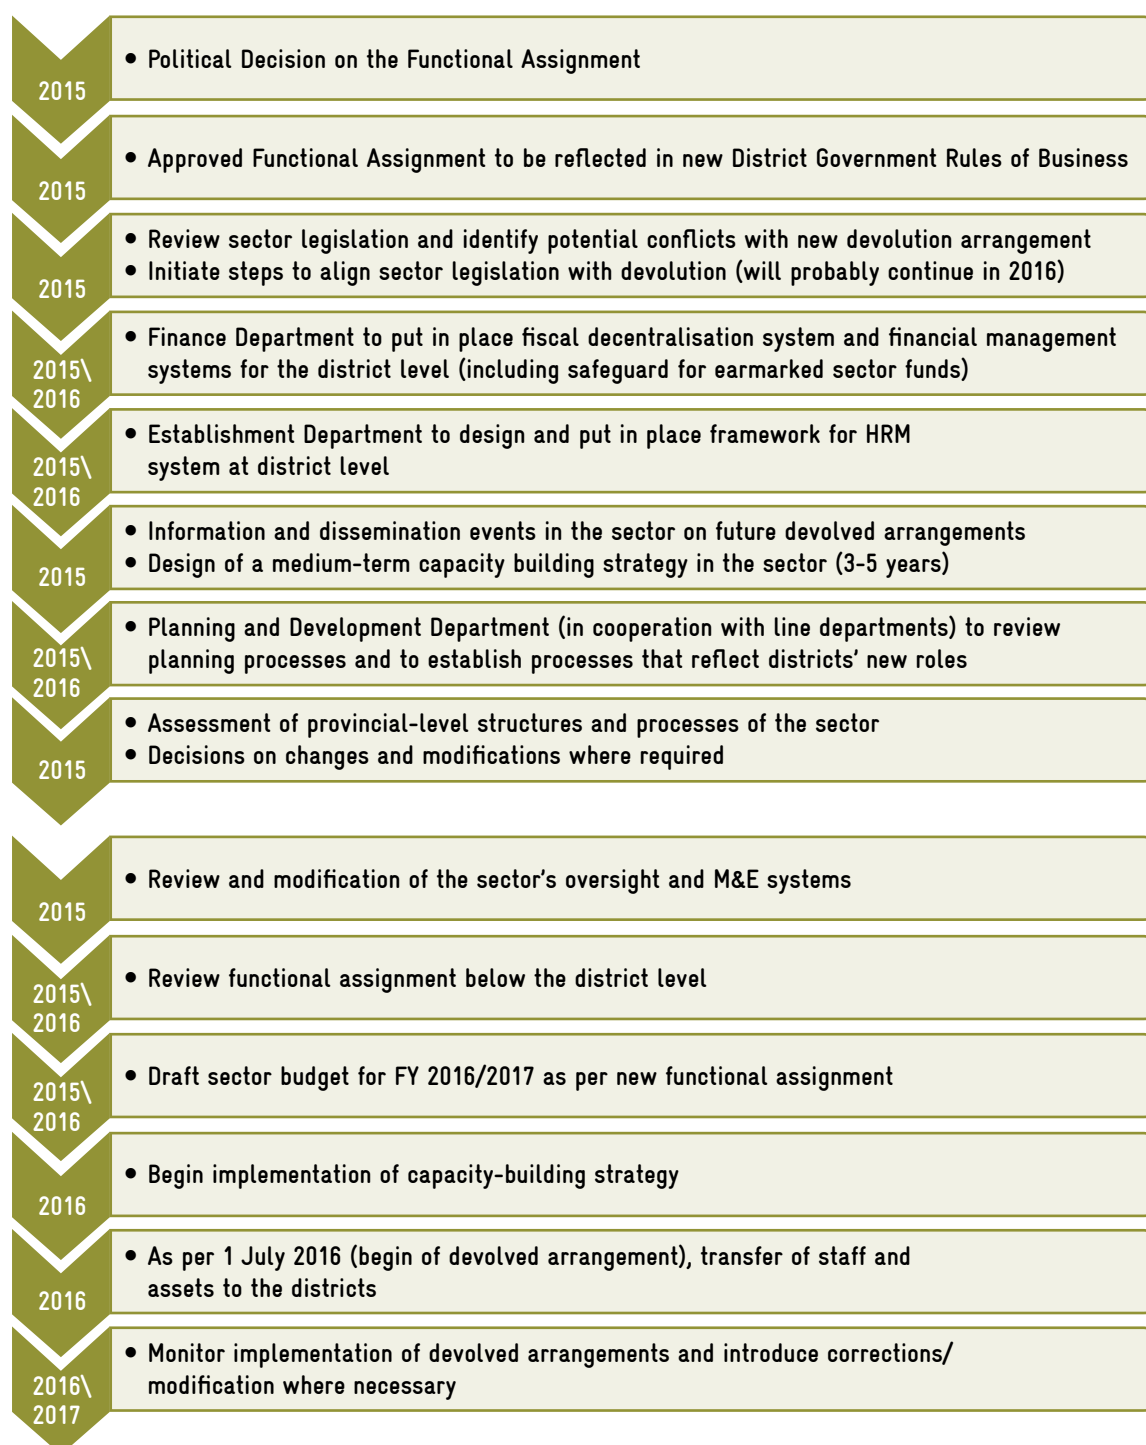 2015
• Political Decision on the Functional Assignment
2015
• Approved Functional Assignment to be reflected in new District Government Rules of Business
2015
• Review sector legislation and identify potential conflicts with new devolution arrangement
• Initiate steps to align sector legislation with devolution (will probably continue in 2016)
2015\
2016
• Finance Department to put in place fiscal decentralisation system and financial management
systems for the district level (including safeguard for earmarked sector funds)
2015\
2016
• Establishment Department to design and put in place framework for HRM
system at district level
2015
• Information and dissemination events in the sector on future devolved arrangements
• Design of a medium-term capacity building strategy in the sector (3-5 years)
2015\
2016
• Planning and Development Department (in cooperation with line departments) to review
planning processes and to establish processes that reflect districts' new roles
2015
• Assessment of provincial-level structures and processes of the sector
• Decisions on changes and modifications where required
2015
• Review and modification of the sector's oversight and M&E systems
2015\
2016
• Review functional assignment below the district level
2015\
2016
• Draft sector budget for FY 2016/2017 as per new functional assignment
2016
• Begin implementation of capacity-building strategy
2016
• As per 1 July 2016 (begin of devolved arrangement), transfer of staff and
assets to the districts
2016\
2017
• Monitor implementation of devolved arrangements and introduce corrections/
modification where necessary